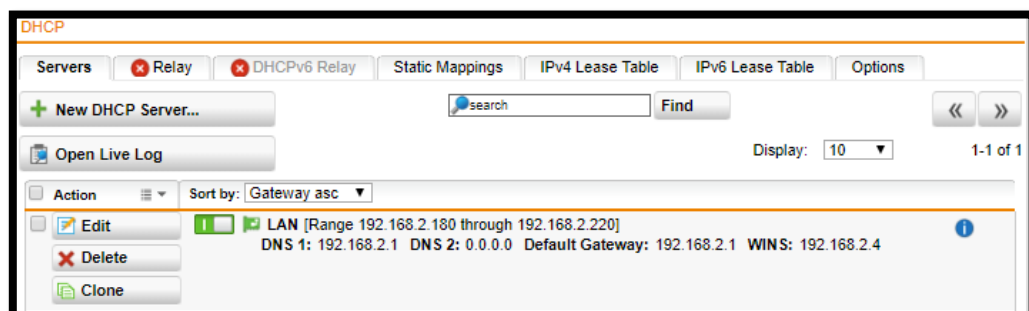 DHCP
Servers Relay DHCPv6 Relay Static Mappings IPv4 Lease Table IPv6 Lease Table Options
New DHCP Server... search Find « »
Open Live Log Display: 10 1-1 of 1
Action Sort by: Gateway asc
Edit LAN [Range 192.168.2.180 through 192.168.2.220]
DNS 1: 192.168.2.1 DNS 2: 0.0.0.0 Default Gateway: 192.168.2.1 WINS: 192.168.2.4
Delete
Clone